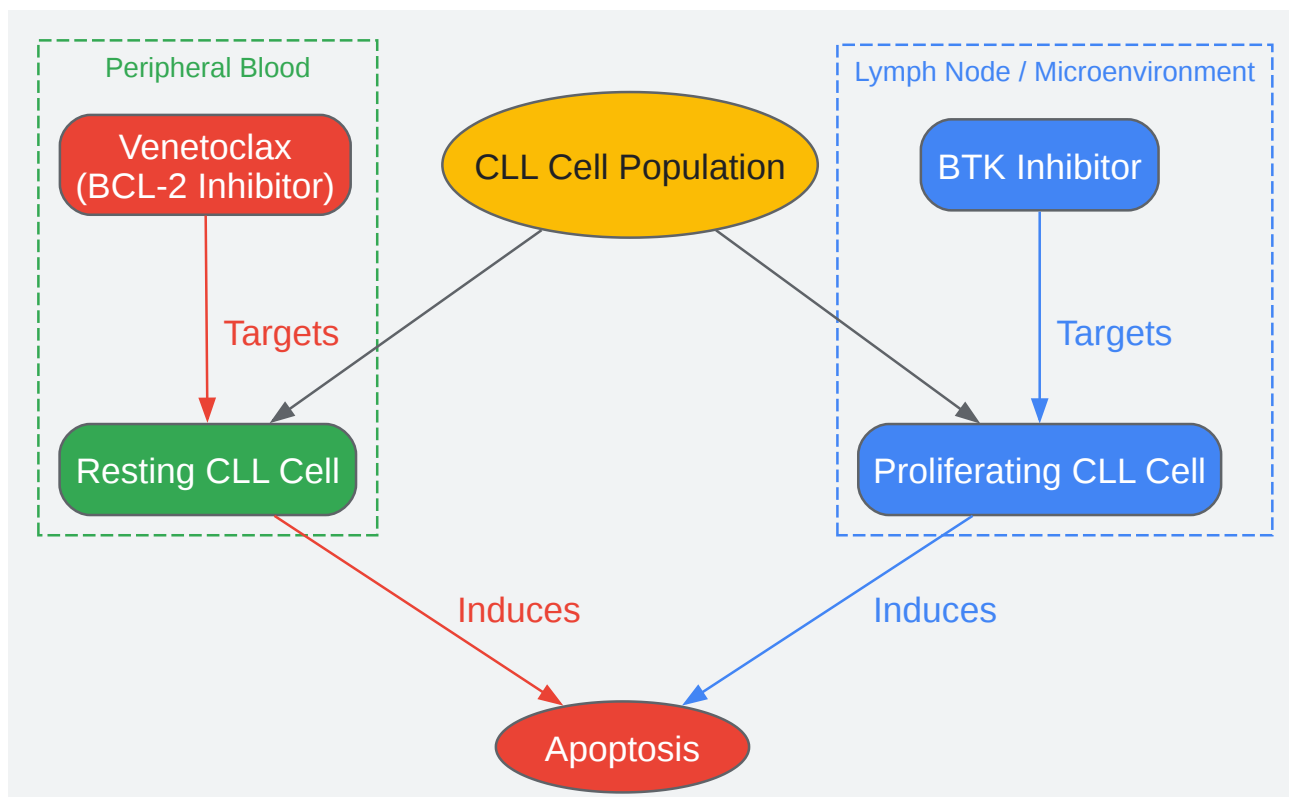 Peripheral Blood
Lymph Node / Microenvironment
Venetoclax
(BCL-2 Inhibitor)
CLL Cell Population
BTK Inhibitor
Targets
Targets
Resting CLL Cell
Proliferating CLL Cell
Induces
Induces
Apoptosis